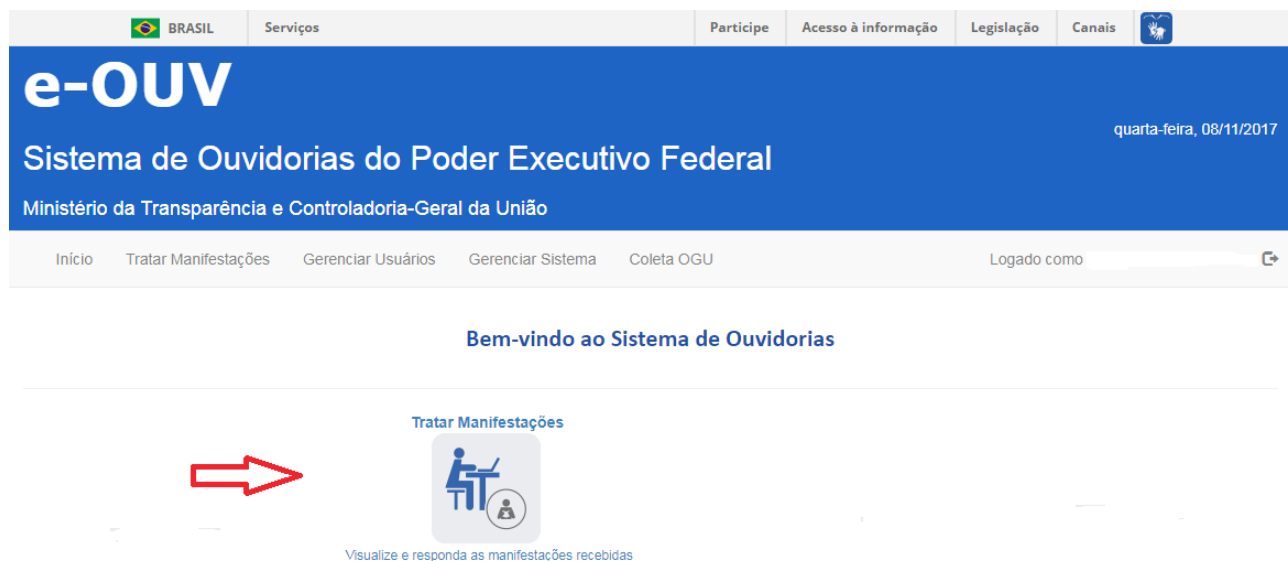 BRASIL Serviços Participe Acesso à informação Legislação Canais
e-OUV
quarta-feira, 08/11/2017
Sistema de Ouvidorias do Poder Executivo Federal
Ministério da Transparência e Controladoria-Geral da União
Início Tratar Manifestações Gerenciar Usuários Gerenciar Sistema Coleta OGU Logado como
Bem-vindo ao Sistema de Ouvidorias
Tratar Manifestações
Visualize e responda as manifestações recebidas